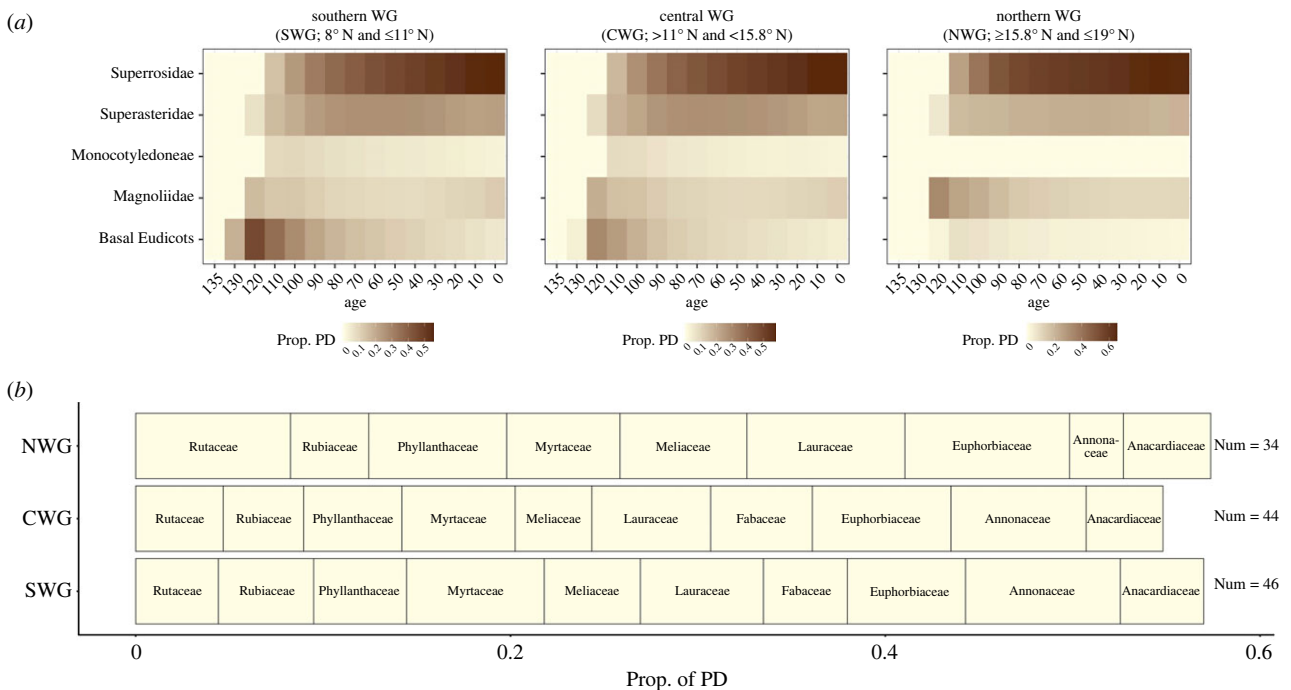 (a)
southern WG
(SWG; 8° N and ≤11° N)
central WG
(CWG; >11° N and <15.8° N)
northern WG
(NWG; ≥15.8° N and ≤19° N)
Superrosidae
Superasteridae
Monocotyledoneae
Magnoliidae
Basal Eudicots
135 130 120 110 100 90 80 70 60 50 40 30 20 10 0
135 130 120 110 100 90 80 70 60 50 40 30 20 10 0
135 130 120 110 100 90 80 70 60 50 40 30 20 10 0
age
age
age
Prop. PD 0 0.1 0.2 0.3 0.4 0.5
Prop. PD 0 0.1 0.2 0.3 0.4 0.5
Prop. PD 0 0.2 0.4 0.6
(b)
NWG Rutaceae Rubiaceae Phyllanthaceae Myrtaceae Meliaceae Lauraceae Euphorbiaceae Annona-
ceae Anacardiaceae Num = 34
CWG Rutaceae Rubiaceae Phyllanthaceae Myrtaceae Meliaceae Lauraceae Fabaceae Euphorbiaceae Annonaceae Anacardiaceae Num = 44
SWG Rutaceae Rubiaceae Phyllanthaceae Myrtaceae Meliaceae Lauraceae Fabaceae Euphorbiaceae Annonaceae Anacardiaceae Num = 46
0 0.2 0.4 0.6
Prop. of PD